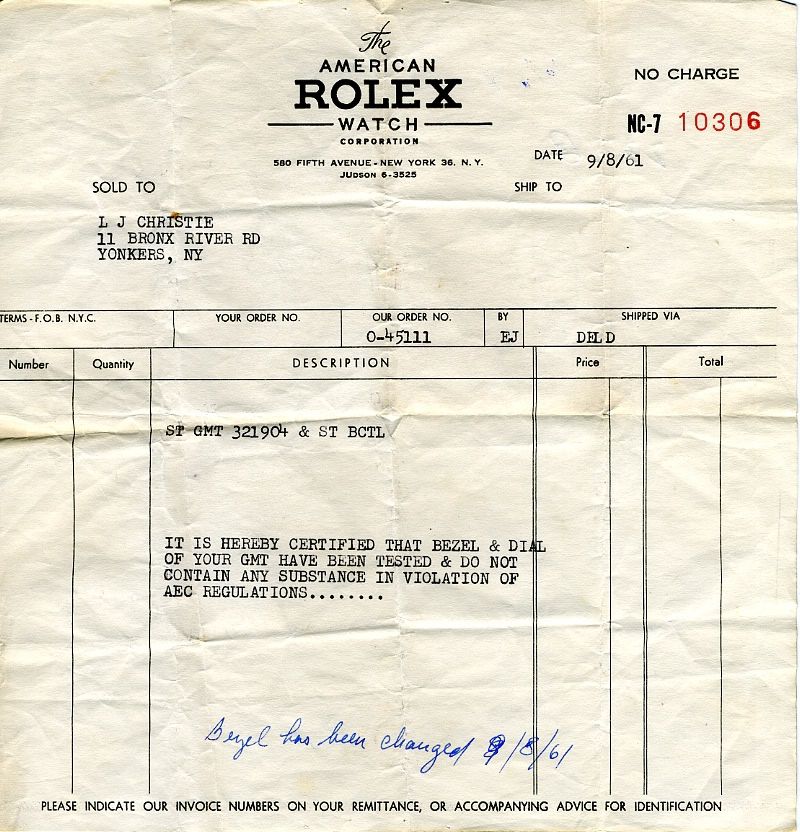 The
AMERICAN
ROLEX
WATCH
CORPORATION
580 FIFTH AVENUE - NEW YORK 36, N. Y.
JUDSON 6-3525
NO CHARGE
NC-7 10306
DATE 9/8/61
SOLD TO
SHIP TO
L J CHRISTIE
11 BRONX RIVER RD
YONKERS, NY
TERMS - F.O.B. N.Y.C. YOUR ORDER NO. OUR ORDER NO. BY SHIPPED VIA
O-45111 EJ DELD
Number Quantity DESCRIPTION Price Total
ST GMT 321904 & ST BCTL
IT IS HEREBY CERTIFIED THAT BEZEL & DIAL
OF YOUR GMT HAVE BEEN TESTED & DO NOT
CONTAIN ANY SUBSTANCE IN VIOLATION OF
AEC REGULATIONS........
Bezel has been changed 9/8/61
PLEASE INDICATE OUR INVOICE NUMBERS ON YOUR REMITTANCE, OR ACCOMPANYING ADVICE FOR IDENTIFICATION